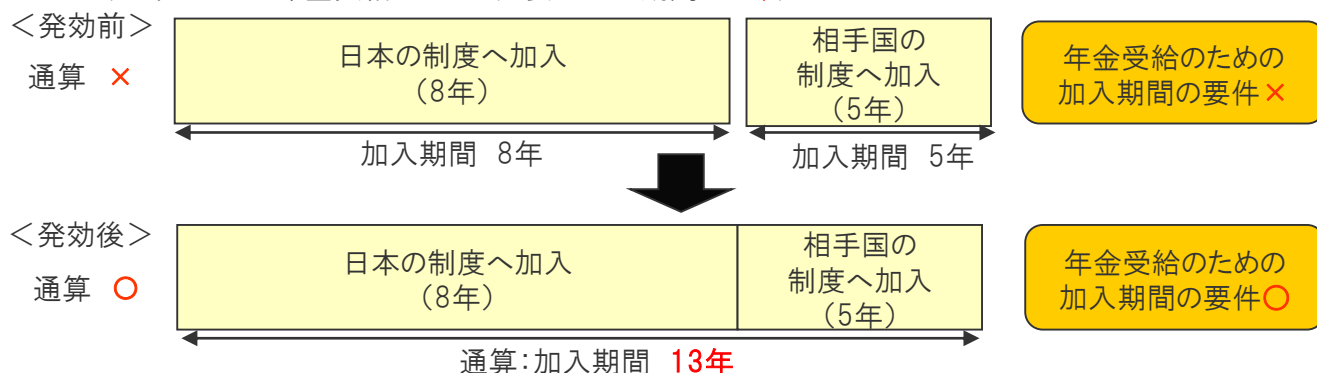 <発効前>
通算 ×
日本の制度へ加入
(8年)
相手国の
制度へ加入
(5年)
年金受給のための
加入期間の要件×
加入期間 8年
加入期間 5年
<発効後>
通算 ○
日本の制度へ加入
(8年)
相手国の
制度へ加入
(5年)
年金受給のための
加入期間の要件○
通算:加入期間 13年